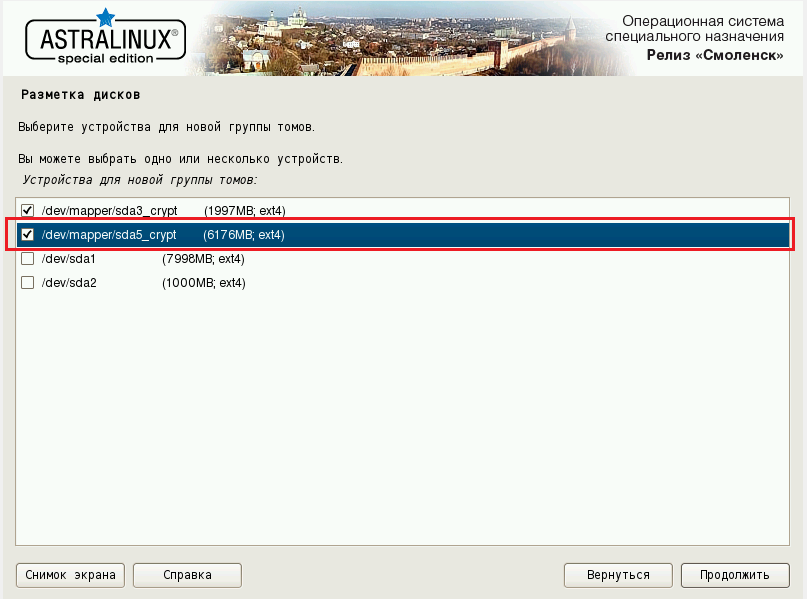 ASTRALINUX®
special edition
Операционная система
специального назначения
Релиз «Смоленск»
Разметка дисков
Выберите устройства для новой группы томов.
Вы можете выбрать одно или несколько устройств.
Устройства для новой группы томов:
/dev/mapper/sda3_crypt (1997MB; ext4)
/dev/mapper/sda5_crypt (6176MB; ext4)
/dev/sda1 (7998MB; ext4)
/dev/sda2 (1000MB; ext4)
Снимок экрана Справка Вернуться Продолжить